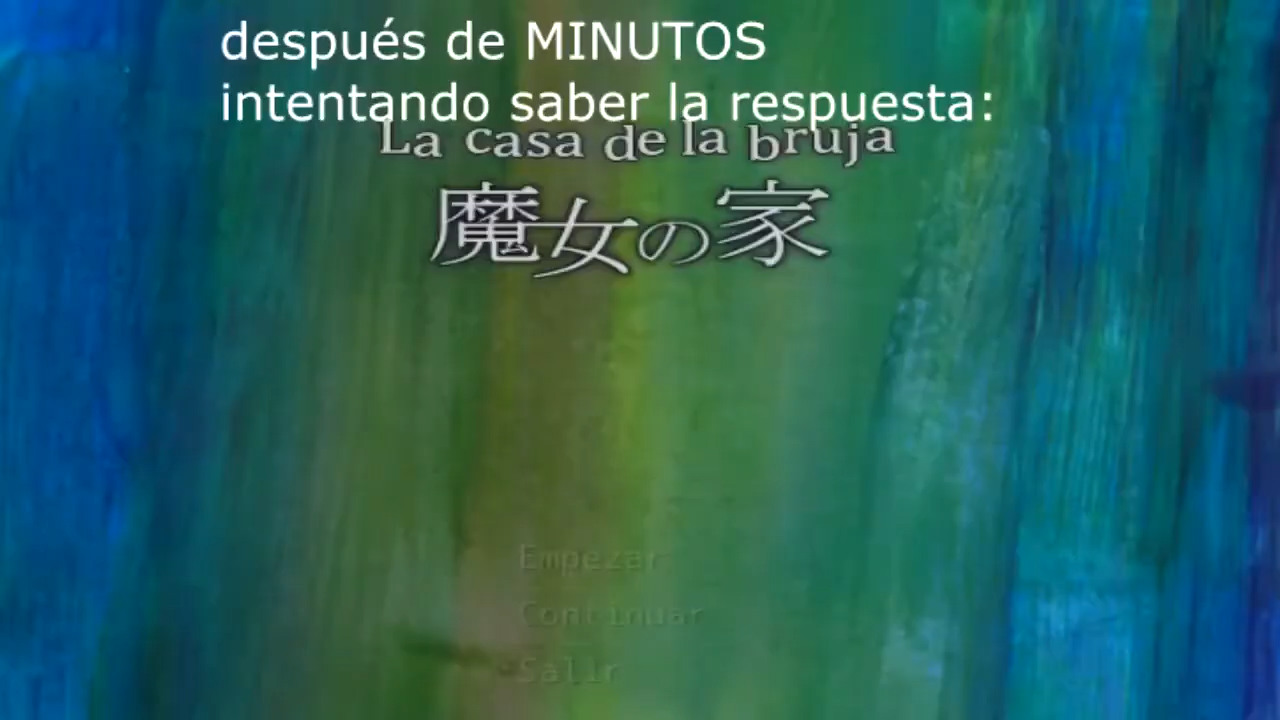 después de MINUTOS
intentando saber la respuesta:
La casa de la bruja
魔女の家
Empezar
Continuar
Salir